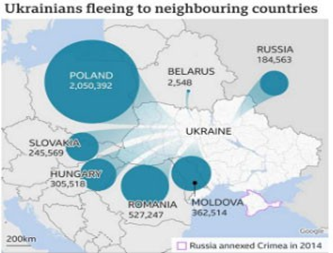 Ukrainians fleeing to neighbouring countries
RUSSIA
184,563
POLAND
2,050,392
BELARUS
2,548
UKRAINE
SLOVAKIA
245,569
HUNGARY
305,518
ROMANIA
527,247
MOLDOVA
362,514
200km
Google
Russia annexed Crimea in 2014